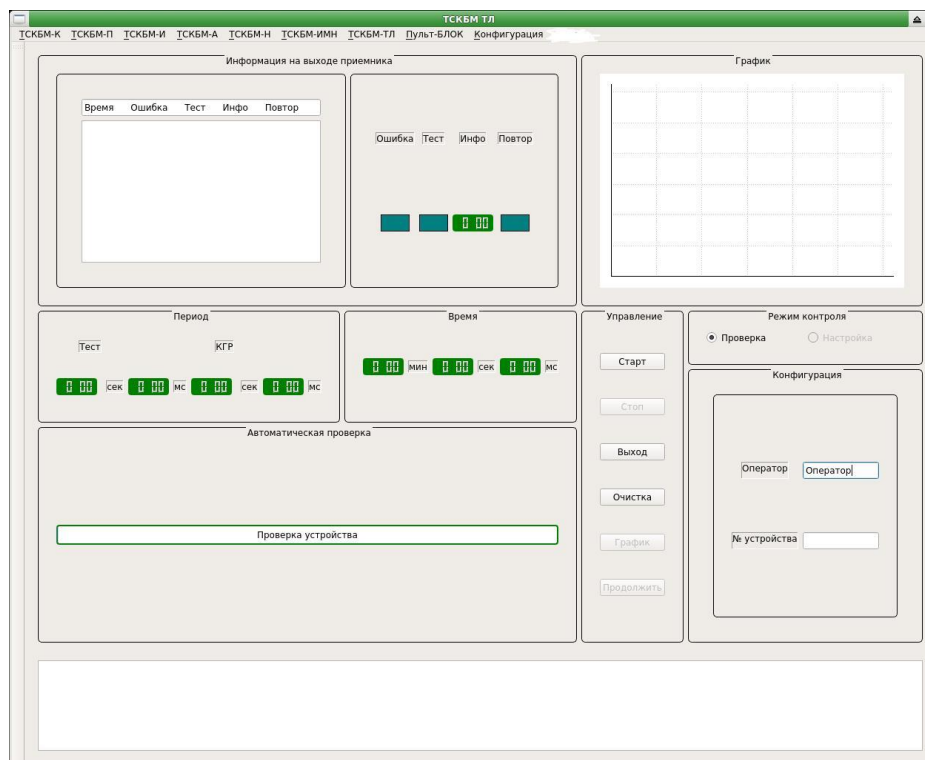 ТСКБМ ТЛ
ТСКБМ-К ТСКБМ-П ТСКБМ-И ТСКБМ-А ТСКБМ-Н ТСКБМ-ИМН ТСКБМ-ТЛ Пульт-БЛОК Конфигурация
Информация на выходе приемника
График
Время Ошибка Тест Инфо Повтор
Ошибка Тест Инфо Повтор
0 00
Период
Время
Управление
Режим контроля
Проверка Настройка
Тест КГР
0 00 сек 0 00 мс 0 00 сек 0 00 мс
0 00 мин 0 00 сек 0 00 мс
Старт
Конфигурация
Стоп
Автоматическая проверка
Выход
Оператор Оператор
Очистка
Проверка устройства
График
№ устройства
Продолжить